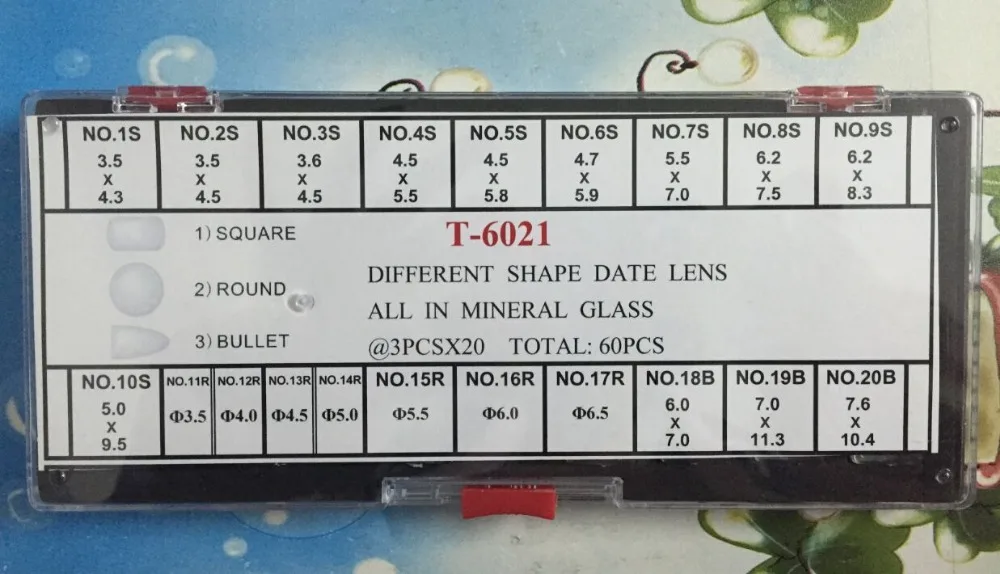 NO.1S NO.2S NO.3S NO.4S NO.5S NO.6S NO.7S NO.8S NO.9S
3.5 3.5 3.6 4.5 4.5 4.7 5.5 6.2 6.2
X X X X X X X X X
4.3 4.5 4.5 5.5 5.8 5.9 7.0 7.5 8.3
1) SQUARE
2) ROUND
3) BULLET
T-6021
DIFFERENT SHAPE DATE LENS
ALL IN MINERAL GLASS
@3PCSX20 TOTAL: 60PCS
NO.10S NO.11R NO.12R NO.13R NO.14R NO.15R NO.16R NO.17R NO.18B NO.19B NO.20B
5.0 Φ3.5 Φ4.0 Φ4.5 Φ5.0 Φ5.5 Φ6.0 Φ6.5 6.0 7.0 7.6
X X X X
9.5 7.0 11.3 10.4